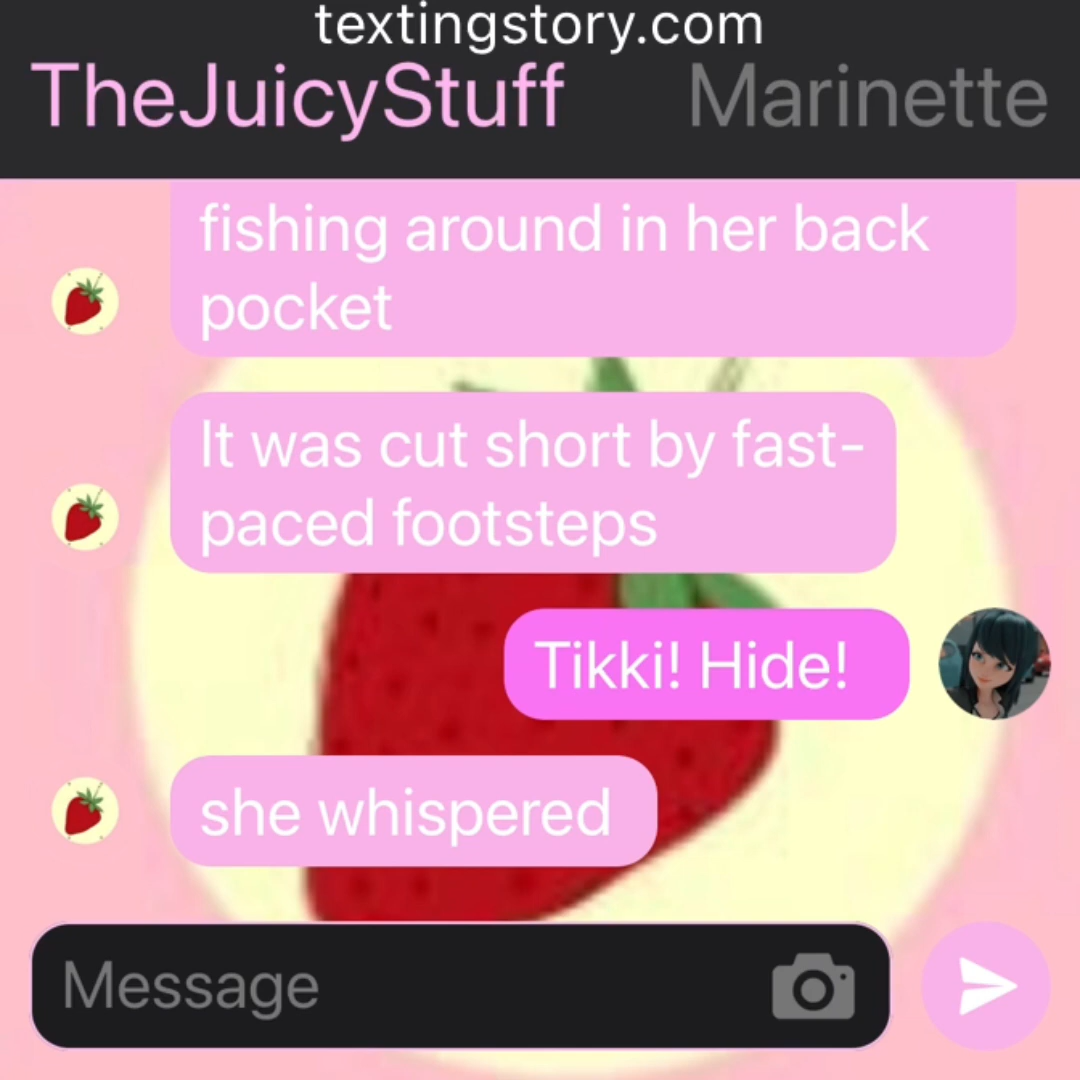 textingstory.com
TheJuicyStuff Marinette
fishing around in her back
pocket
It was cut short by fast-
paced footsteps
Tikki! Hide!
she whispered
Message